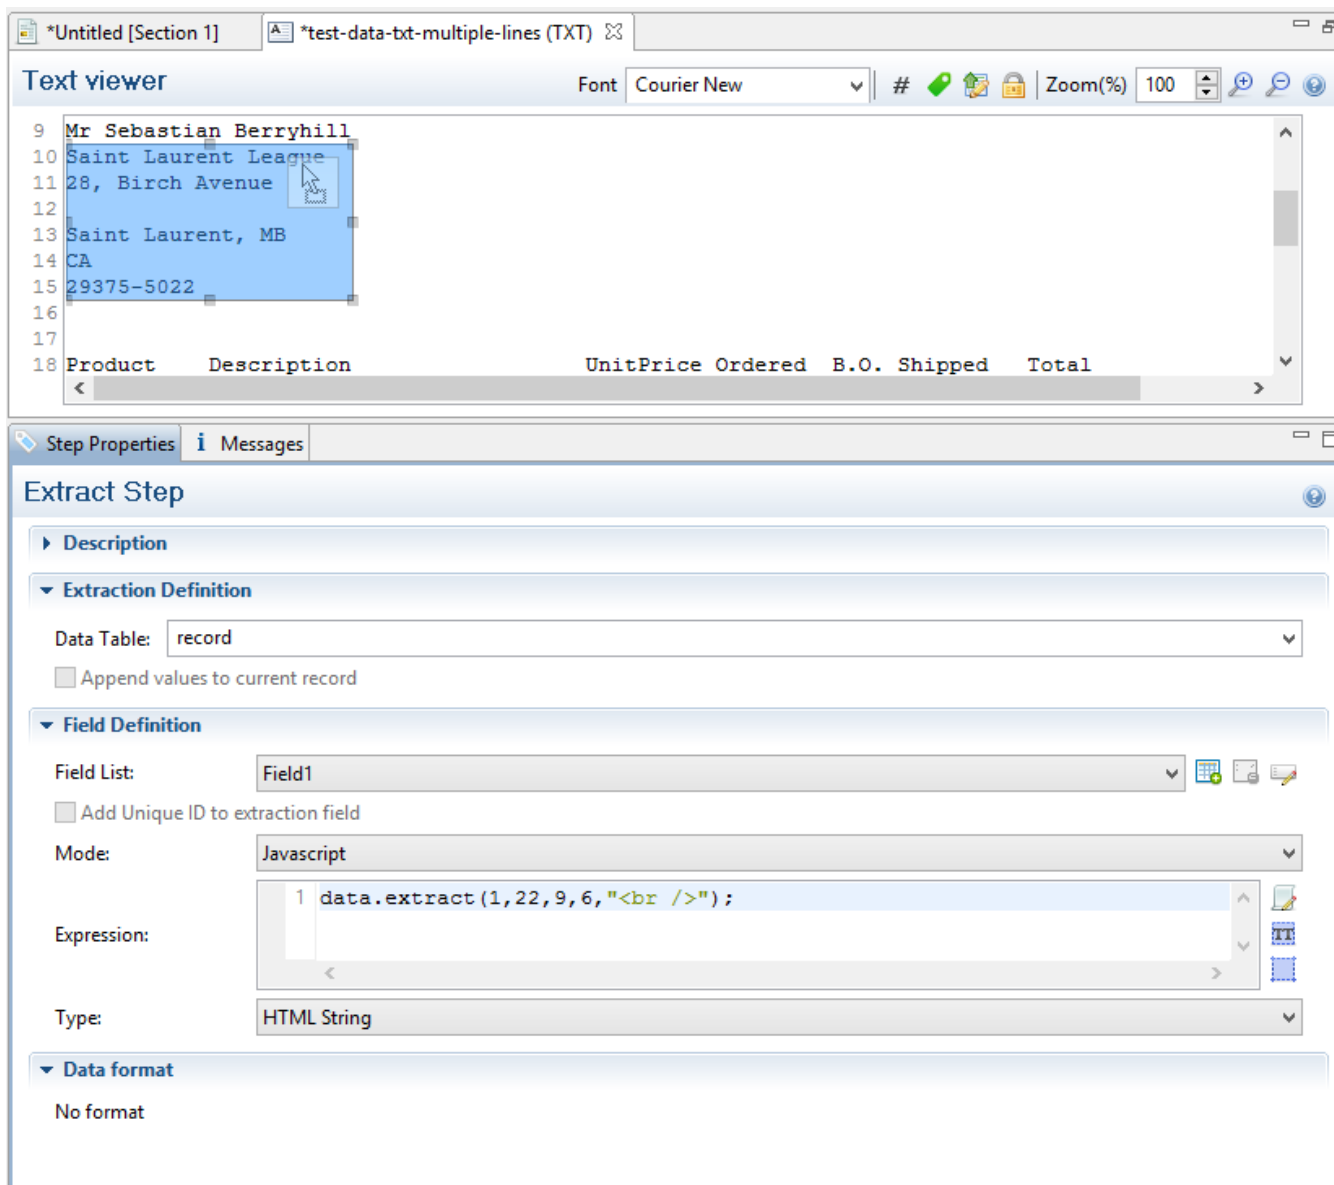 *Untitled [Section 1] *test-data-txt-multiple-lines (TXT)
Text viewer Font Courier New # Zoom(%) 100
9 Mr Sebastian Berryhill
10 Saint Laurent League
11 28, Birch Avenue
12
13 Saint Laurent, MB
14 CA
15 29375-5022
16
17
18 Product Description UnitPrice Ordered B.O. Shipped Total
Step Properties i Messages
Extract Step
Description
Extraction Definition
Data Table: record
Append values to current record
Field Definition
Field List: Field1
Add Unique ID to extraction field
Mode: Javascript
1 data.extract(1,22,9,6,"<br />");
Expression: TT
Type: HTML String
Data format
No format